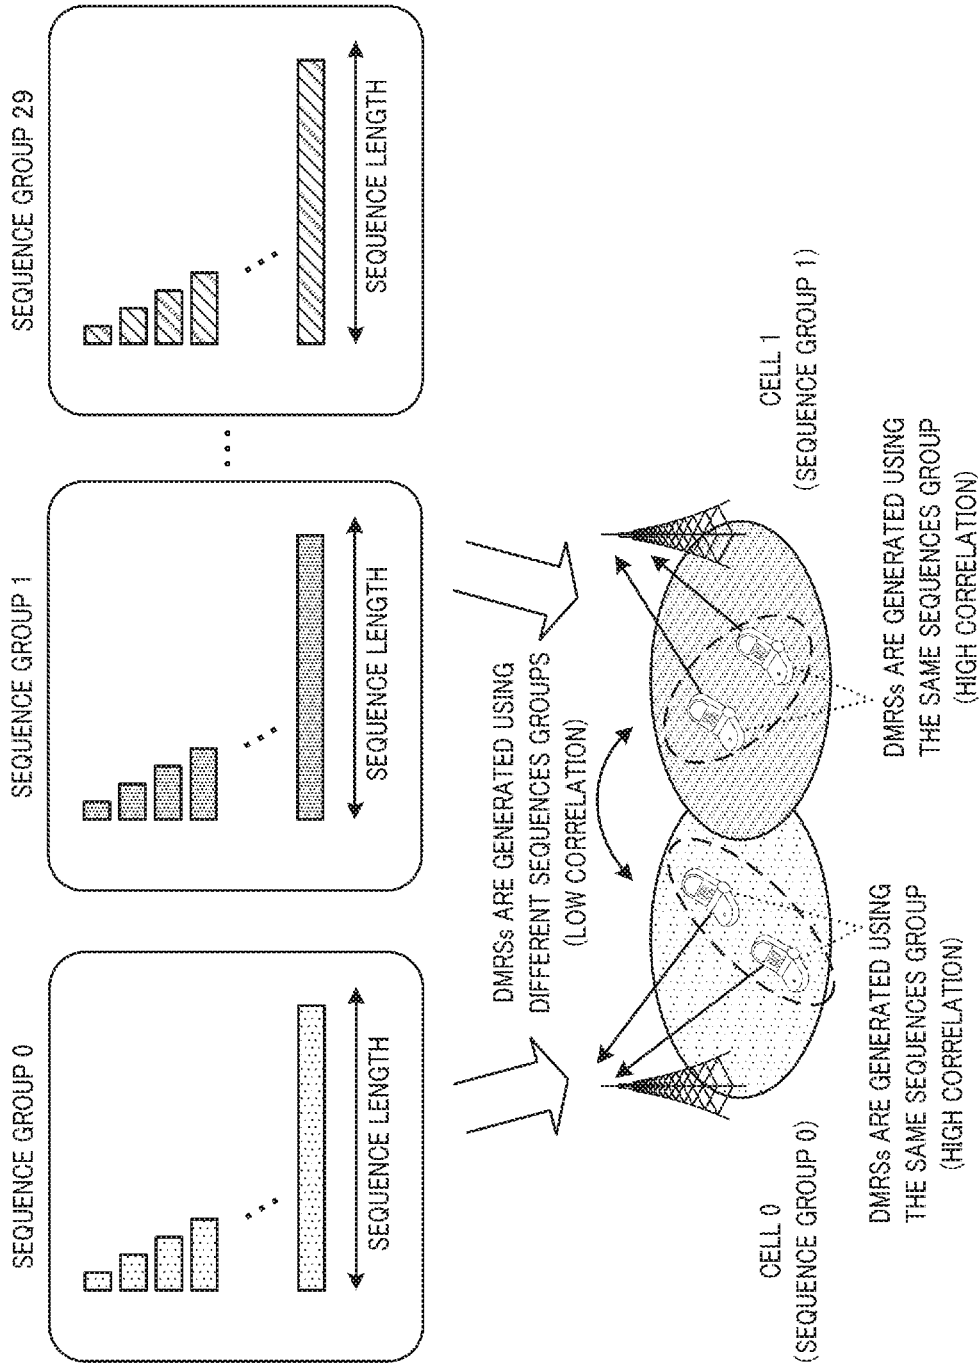 SEQUENCE GROUP 0
SEQUENCE LENGTH
SEQUENCE GROUP 1
SEQUENCE LENGTH
SEQUENCE GROUP 29
SEQUENCE LENGTH
DMRSs ARE GENERATED USING
DIFFERENT SEQUENCES GROUPS
(LOW CORRELATION)
CELL 0
(SEQUENCE GROUP 0)
CELL 1
(SEQUENCE GROUP 1)
DMRSs ARE GENERATED USING
THE SAME SEQUENCES GROUP
(HIGH CORRELATION)
DMRSs ARE GENERATED USING
THE SAME SEQUENCES GROUP
(HIGH CORRELATION)